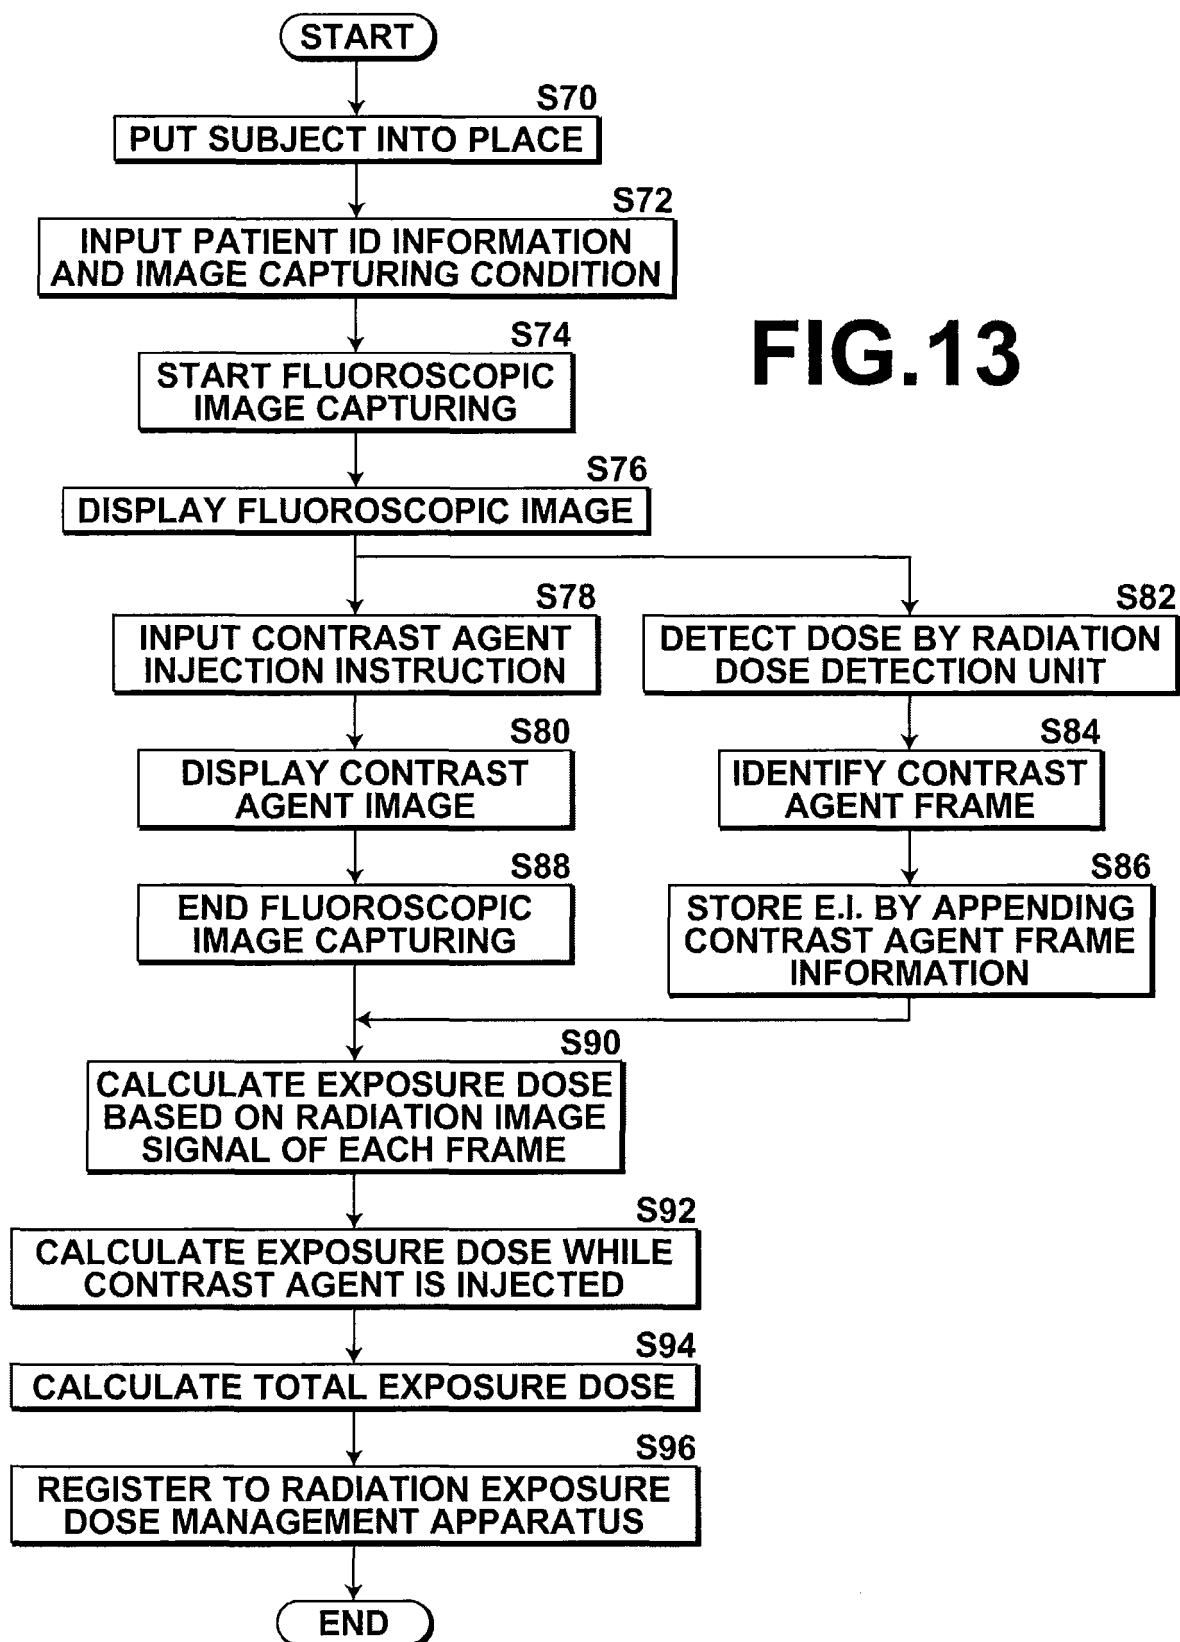 START
S70
PUT SUBJECT INTO PLACE
S72
INPUT PATIENT ID INFORMATION
AND IMAGE CAPTURING CONDITION
FIG.13
S74
START FLUOROSCOPIC
IMAGE CAPTURING
S76
DISPLAY FLUOROSCOPIC IMAGE
S78
INPUT CONTRAST AGENT
INJECTION INSTRUCTION
S80
DISPLAY CONTRAST
AGENT IMAGE
S88
END FLUOROSCOPIC
IMAGE CAPTURING
S82
DETECT DOSE BY RADIATION
DOSE DETECTION UNIT
S84
IDENTIFY CONTRAST
AGENT FRAME
S86
STORE E.I. BY APPENDING
CONTRAST AGENT FRAME
INFORMATION
S90
CALCULATE EXPOSURE DOSE
BASED ON RADIATION IMAGE
SIGNAL OF EACH FRAME
S92
CALCULATE EXPOSURE DOSE WHILE
CONTRAST AGENT IS INJECTED
S94
CALCULATE TOTAL EXPOSURE DOSE
S96
REGISTER TO RADIATION EXPOSURE
DOSE MANAGEMENT APPARATUS
END